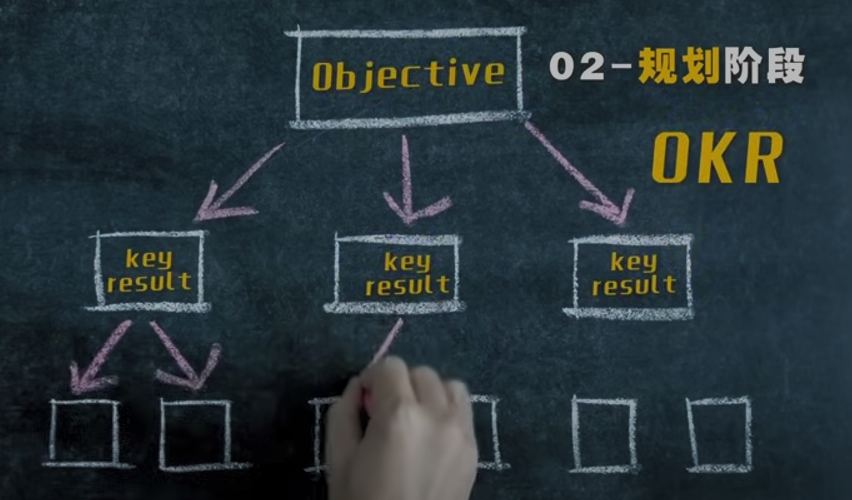 Objective
02-规划阶段
OKR
key
result
key
result
key
result